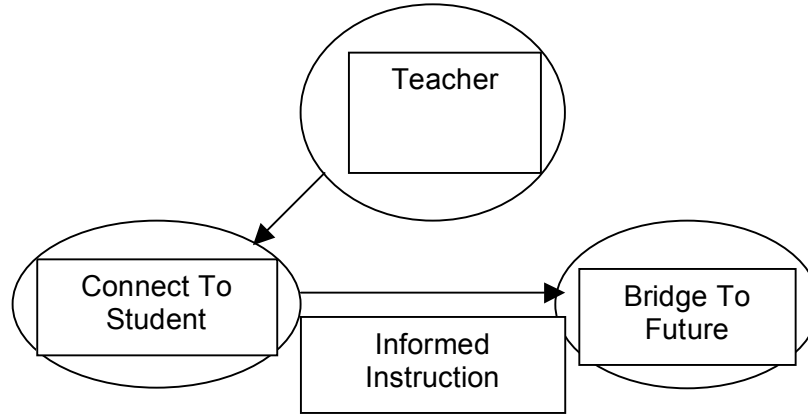 Teacher
Connect To
Student
Informed
Instruction
Bridge To
Future